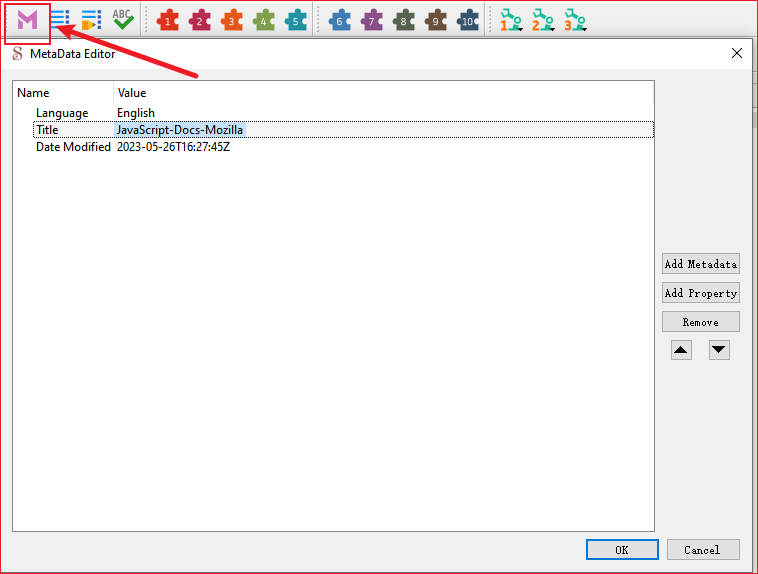 M ABC 1 2 3 4 5 6 7 8 9 10 1 2 3
S MetaData Editor
Name Value
Language English
Title JavaScript-Docs-Mozilla
Date Modified 2023-05-26T16:27:45Z
Add Metadata
Add Property
Remove
OK Cancel